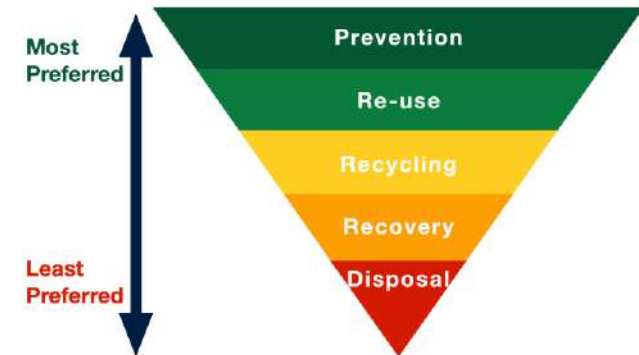 Most
Preferred
Prevention
Re-use
Recycling
Recovery
Disposal
Least
Preferred